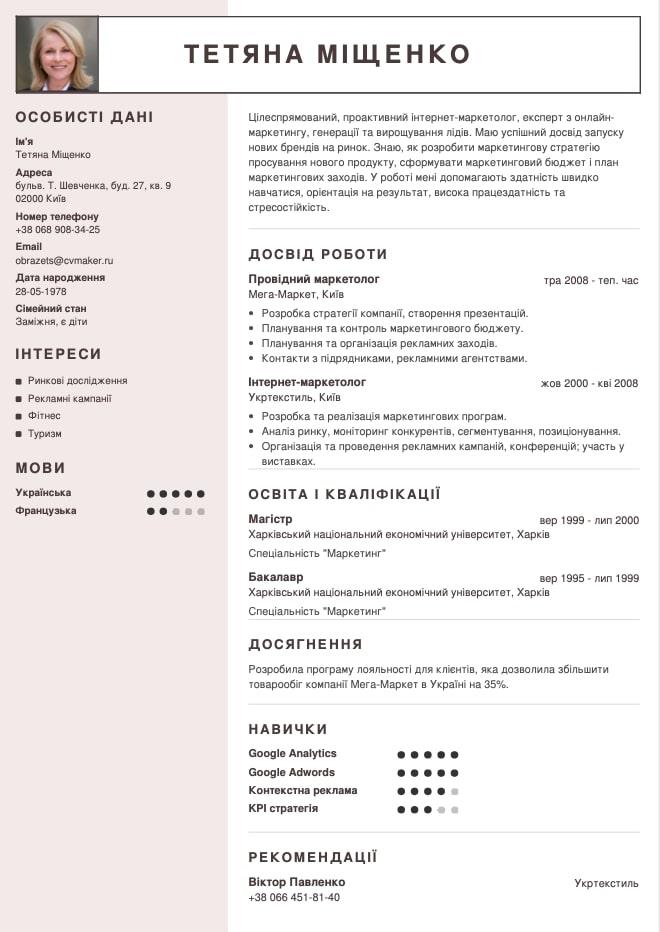 ТЕТЯНА МІЩЕНКО
ОСОБИСТІ ДАНІ
Ім'я
Тетяна Міщенко
Адреса
бульв. Т. Шевченка, буд. 27, кв. 9
02000 Київ
Номер телефону
+38 068 908-34-25
Email
obrazets@cvmaker.ru
Дата народження
28-05-1978
Сімейний стан
Заміжня, є діти
ІНТЕРЕСИ
Ринкові дослідження
Рекламні кампанії
Фітнес
Туризм
МОВИ
Українська
Французька
Цілеспрямований, проактивний інтернет-маркетолог, експерт з онлайн-
маркетингу, генерації та вирощування лідів. Маю успішний досвід запуску
нових брендів на ринок. Знаю, як розробити маркетингову стратегію
просування нового продукту, сформувати маркетинговий бюджет і план
маркетингових заходів. У роботі мені допомагають здатність швидко
навчатися, орієнтація на результат, висока працездатність та
стресостійкість.
ДОСВІД РОБОТИ
Провідний маркетолог тра 2008 - теп. час
Мега-Маркет, Київ
• Розробка стратегії компанії, створення презентацій.
• Планування та контроль маркетингового бюджету.
• Планування та організація рекламних заходів.
• Контакти з підрядниками, рекламними агентствами.
Інтернет-маркетолог жов 2000 - кві 2008
Укртекстиль, Київ
• Розробка та реалізація маркетингових програм.
• Аналіз ринку, моніторинг конкурентів, сегментування, позиціонування.
• Організація та проведення рекламних кампаній, конференцій; участь у
виставках.
ОСВІТА І КВАЛІФІКАЦІЇ
Магістр вер 1999 - лип 2000
Харківський національний економічний університет, Харків
Спеціальність "Маркетинг"
Бакалавр вер 1995 - лип 1999
Харківський національний економічний університет, Харків
Спеціальність "Маркетинг"
ДОСЯГНЕННЯ
Розробила програму лояльності для клієнтів, яка дозволила збільшити
товарообіг компанії Мега-Маркет в Україні на 35%.
НАВИЧКИ
Google Analytics
Google Adwords
Контекстна реклама
KPI стратегія
РЕКОМЕНДАЦІЇ
Віктор Павленко Укртекстиль
+38 066 451-81-40